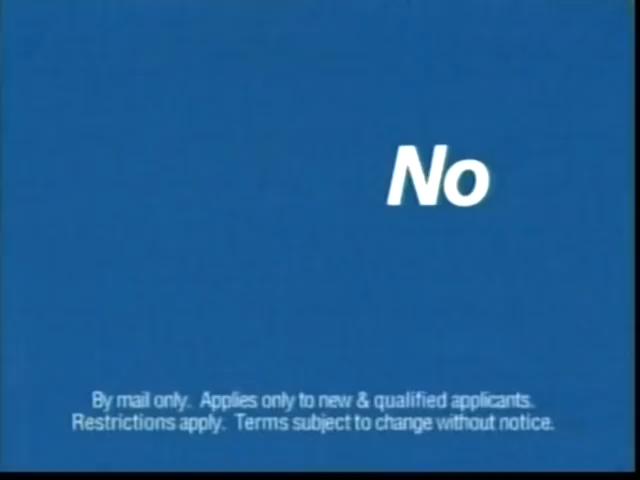 No
By mail only. Applies only to new & qualified applicants.
Restrictions apply. Terms subject to change without notice.